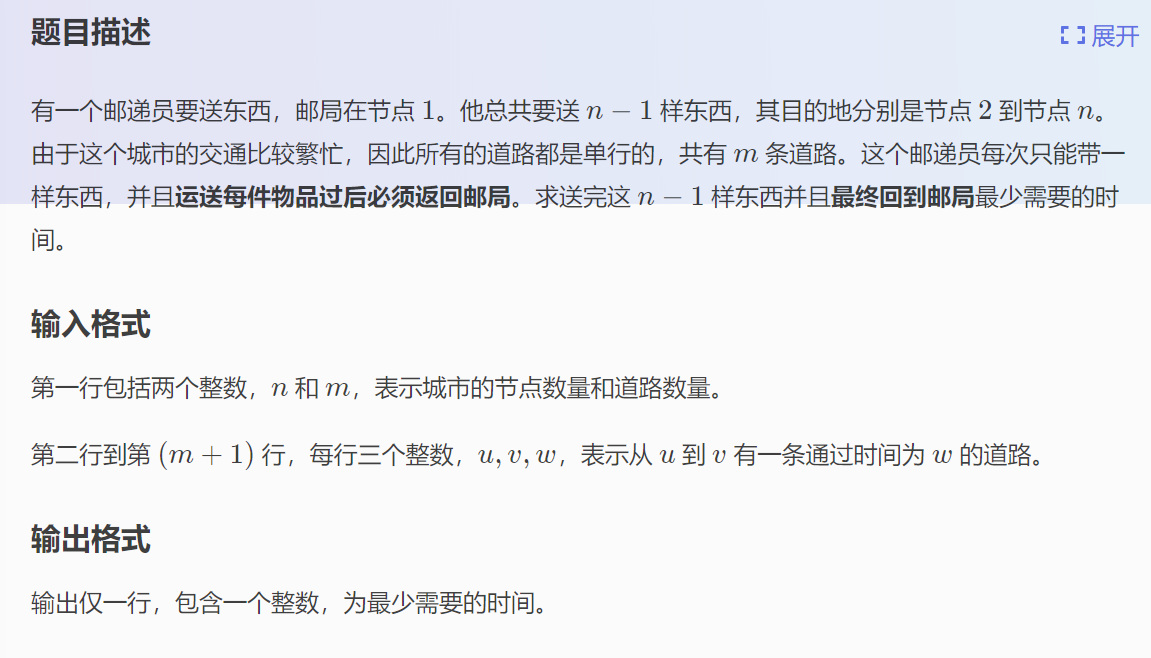 题目描述
展开
有一个邮递员要送东西，邮局在节点 1。他总共要送 n − 1 样东西，其目的地分别是节点 2 到节点 n。
由于这个城市的交通比较繁忙，因此所有的道路都是单行的，共有 m 条道路。这个邮递员每次只能带一
样东西，并且运送每件物品过后必须返回邮局。求送完这 n − 1 样东西并且最终回到邮局最少需要的时
间。
输入格式
第一行包括两个整数，n 和 m，表示城市的节点数量和道路数量。
第二行到第 (m + 1) 行，每行三个整数，u, v, w，表示从 u 到 v 有一条通过时间为 w 的道路。
输出格式
输出仅一行，包含一个整数，为最少需要的时间。